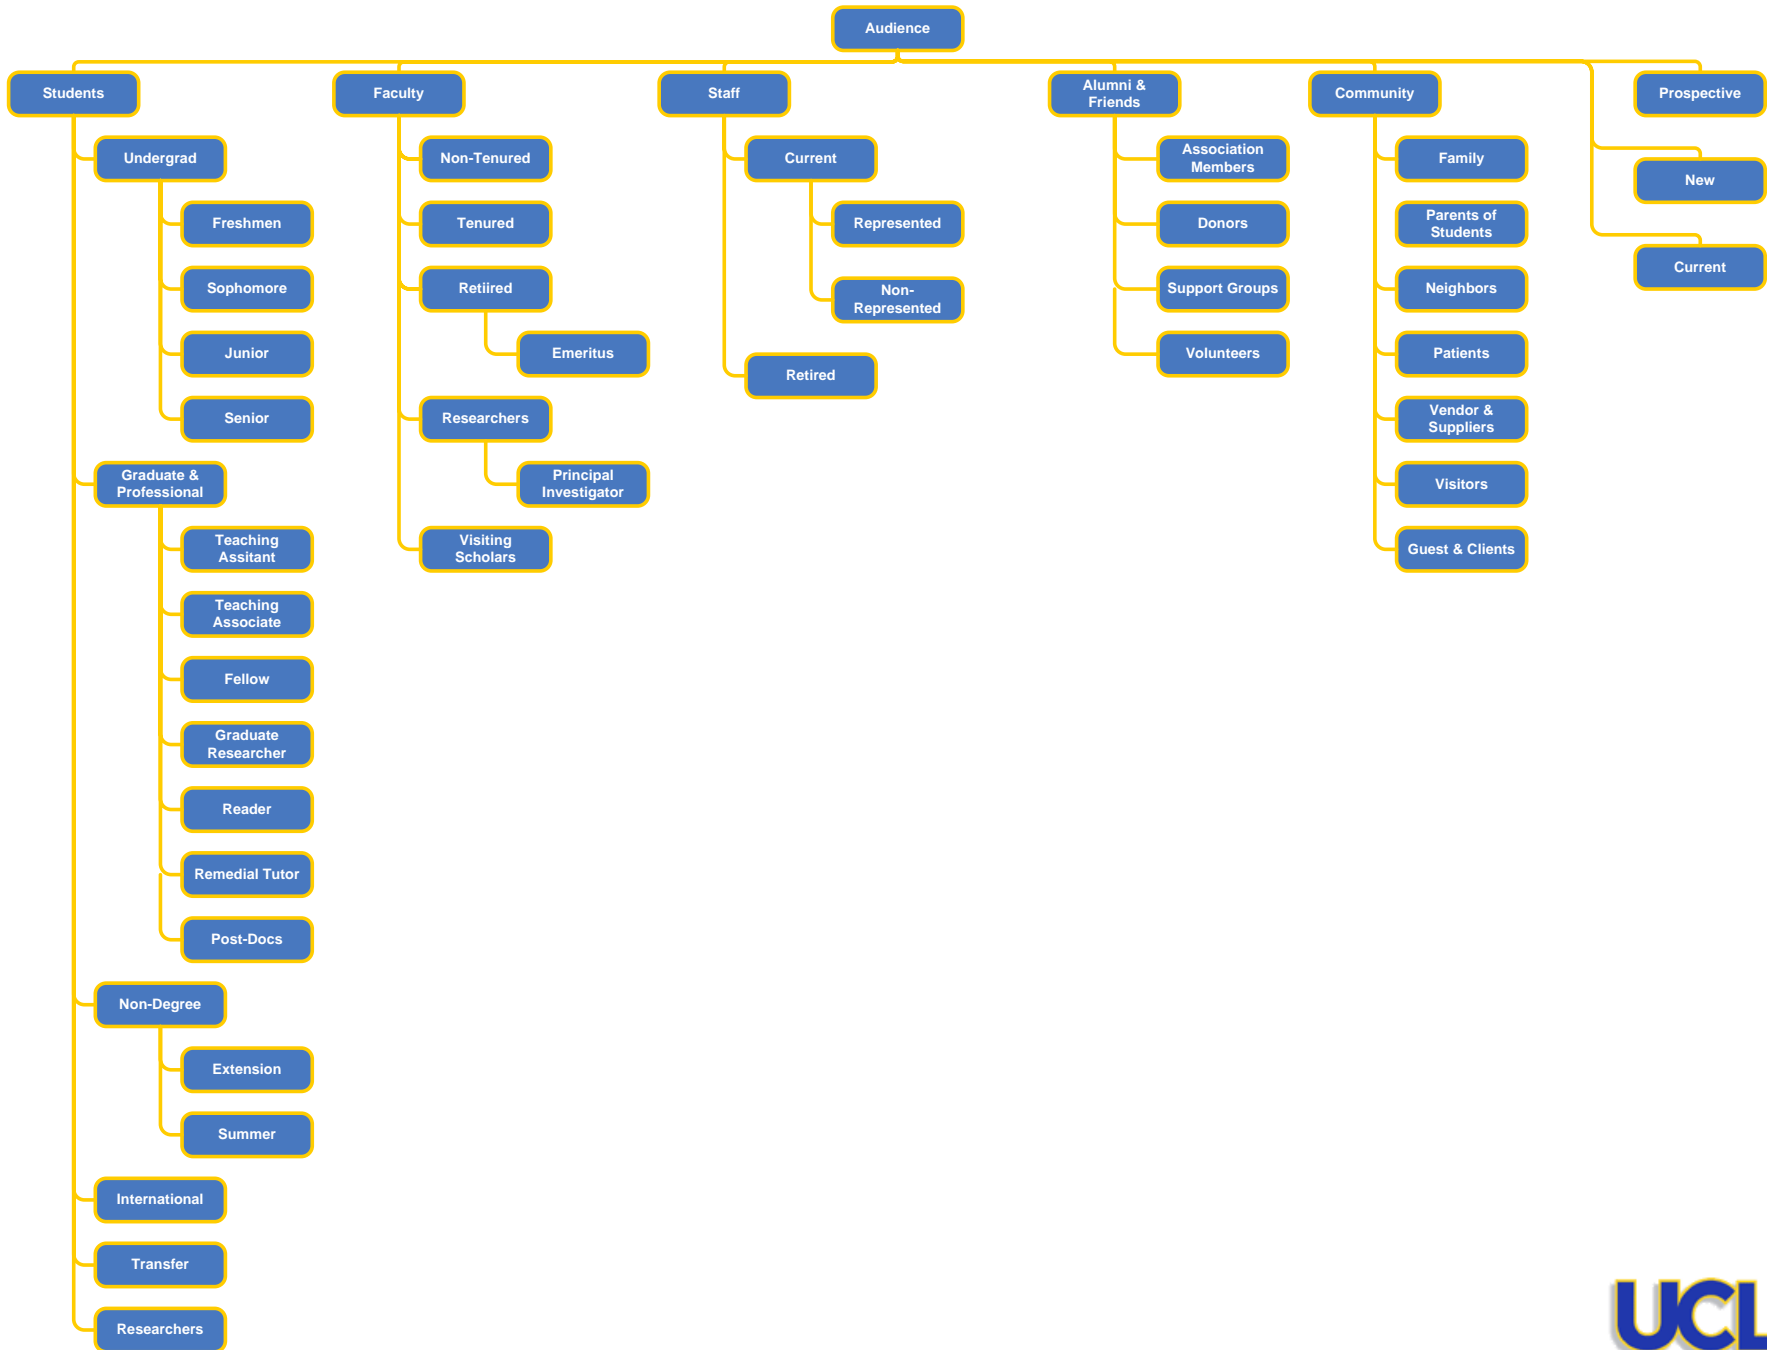 Audience
Students
Faculty
Staff
Alumni &
Friends
Community
Prospective
Undergrad
Freshmen
Sophomore
Junior
Senior
Graduate &
Professional
Teaching
Assitant
Teaching
Associate
Fellow
Graduate
Researcher
Reader
Remedial Tutor
Post-Docs
Non-Degree
Extension
Summer
International
Transfer
Researchers
Non-Tenured
Tenured
Retiired
Emeritus
Researchers
Principal
Investigator
Visiting
Scholars
Current
Represented
Non-
Represented
Retired
Association
Members
Donors
Support Groups
Volunteers
Family
Parents of
Students
Neighbors
Patients
Vendor &
Suppliers
Visitors
Guest & Clients
New
Current
UCL